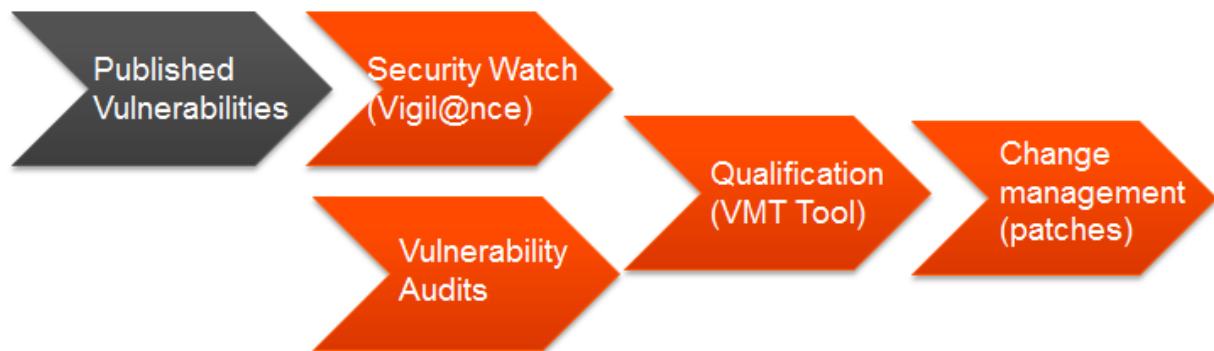 Published
Vulnerabilities
Security Watch
(Vigil@nce)
Vulnerability
Audits
Qualification
(VMT Tool)
Change
management
(patches)